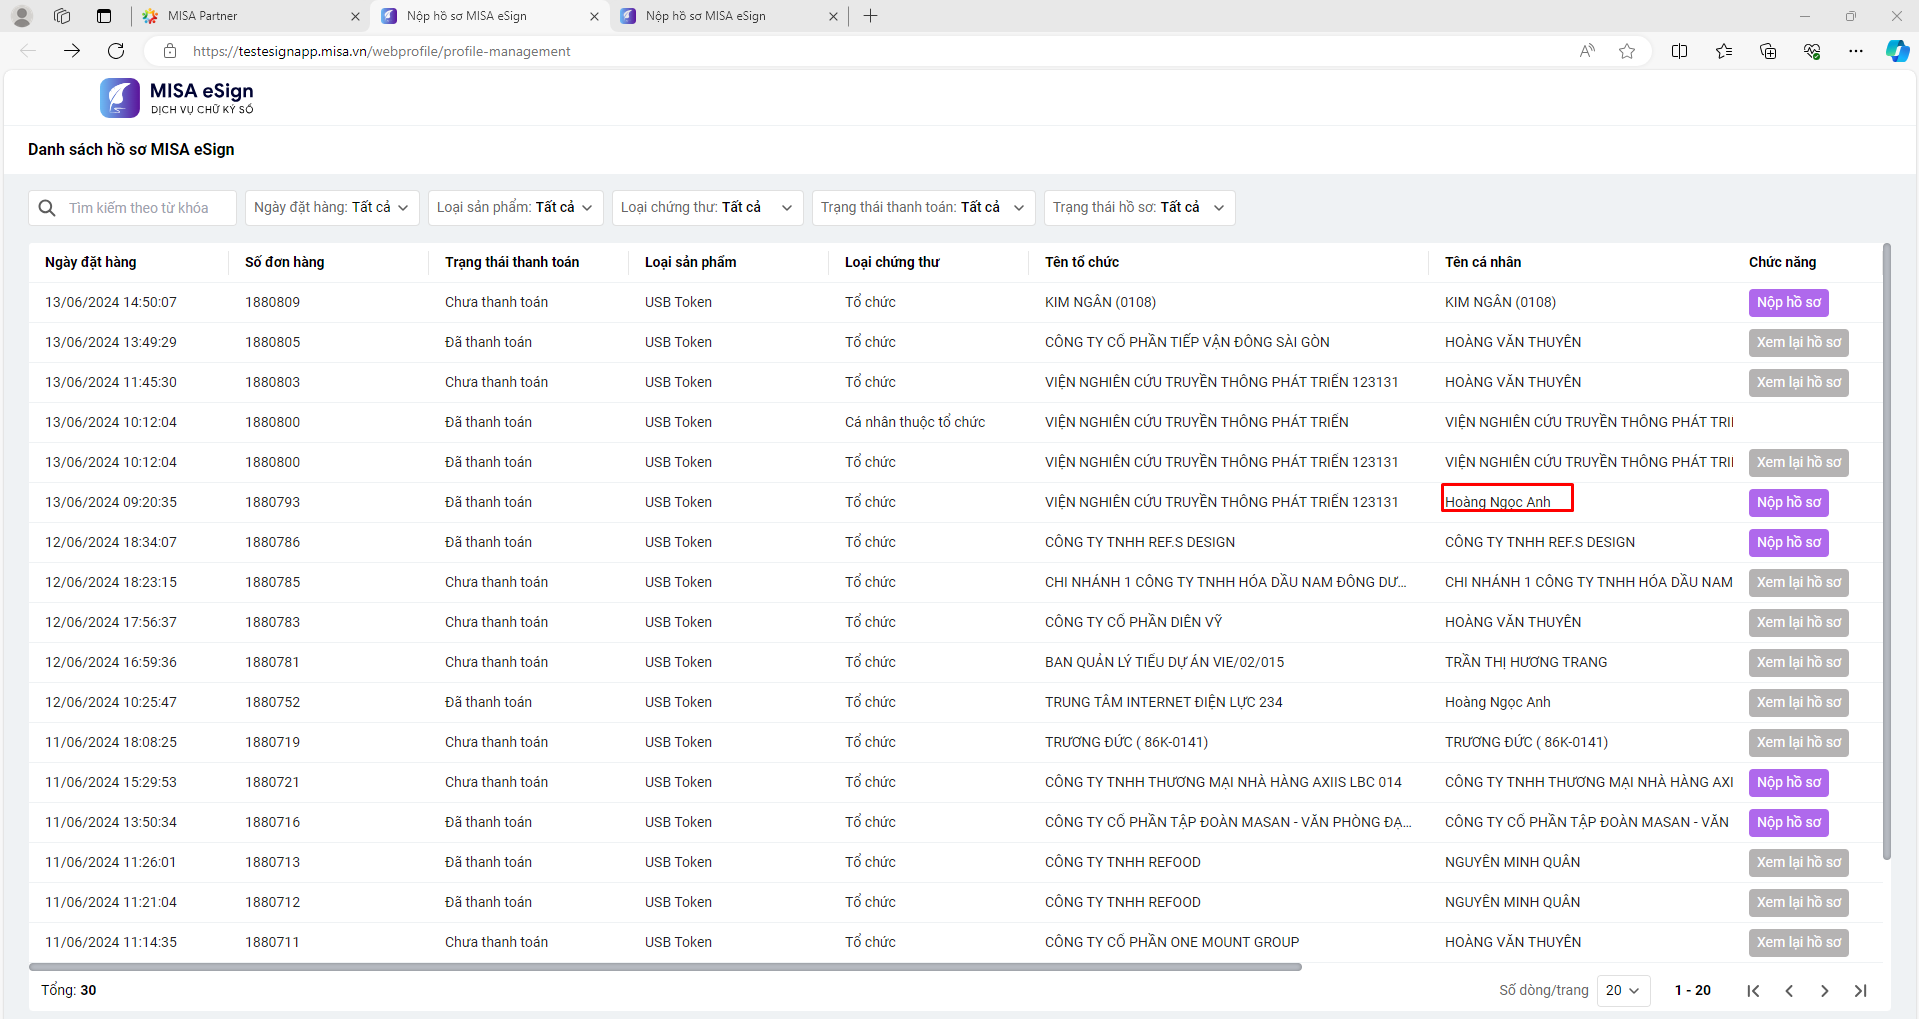 MISA Partner
Nộp hồ sơ MISA eSign
Nộp hồ sơ MISA eSign
https://testesignapp.misa.vn/webprofile/profile-management
MISA eSign
DỊCH VỤ CHỮ KÝ SỐ
Danh sách hồ sơ MISA eSign
Tìm kiếm theo từ khóa
Ngày đặt hàng: Tất cả
Loại sản phẩm: Tất cả
Loại chứng thư: Tất cả
Trạng thái thanh toán: Tất cả
Trạng thái hồ sơ: Tất cả
Ngày đặt hàng Số đơn hàng Trạng thái thanh toán Loại sản phẩm Loại chứng thư Tên tổ chức Tên cá nhân Chức năng
13/06/2024 14:50:07 1880809 Chưa thanh toán USB Token Tổ chức KIM NGÂN (0108) KIM NGÂN (0108) Nộp hồ sơ
13/06/2024 13:49:29 1880805 Đã thanh toán USB Token Tổ chức CÔNG TY CỔ PHẦN TIẾP VẬN ĐÔNG SÀI GÒN HOÀNG VĂN THUYÊN Xem lại hồ sơ
13/06/2024 11:45:30 1880803 Chưa thanh toán USB Token Tổ chức VIỆN NGHIÊN CỨU TRUYỀN THÔNG PHÁT TRIỂN 123131 HOÀNG VĂN THUYÊN Xem lại hồ sơ
13/06/2024 10:12:04 1880800 Đã thanh toán USB Token Cá nhân thuộc tổ chức VIỆN NGHIÊN CỨU TRUYỀN THÔNG PHÁT TRIỂN VIỆN NGHIÊN CỨU TRUYỀN THÔNG PHÁT TRI
13/06/2024 10:12:04 1880800 Đã thanh toán USB Token Tổ chức VIỆN NGHIÊN CỨU TRUYỀN THÔNG PHÁT TRIỂN 123131 VIỆN NGHIÊN CỨU TRUYỀN THÔNG PHÁT TRI Xem lại hồ sơ
13/06/2024 09:20:35 1880793 Đã thanh toán USB Token Tổ chức VIỆN NGHIÊN CỨU TRUYỀN THÔNG PHÁT TRIỂN 123131 Hoàng Ngọc Anh Nộp hồ sơ
12/06/2024 18:34:07 1880786 Đã thanh toán USB Token Tổ chức CÔNG TY TNHH REF.S DESIGN CÔNG TY TNHH REF.S DESIGN Nộp hồ sơ
12/06/2024 18:23:15 1880785 Chưa thanh toán USB Token Tổ chức CHI NHÁNH 1 CÔNG TY TNHH HÓA DẦU NAM ĐÔNG DƯ... CHI NHÁNH 1 CÔNG TY TNHH HÓA DẦU NAM Xem lại hồ sơ
12/06/2024 17:56:37 1880783 Chưa thanh toán USB Token Tổ chức CÔNG TY CỔ PHẦN DIÊN VỸ HOÀNG VĂN THUYÊN Xem lại hồ sơ
12/06/2024 16:59:36 1880781 Chưa thanh toán USB Token Tổ chức BAN QUẢN LÝ TIỂU DỰ ÁN VIE/02/015 TRẦN THỊ HƯƠNG TRANG Xem lại hồ sơ
12/06/2024 10:25:47 1880752 Đã thanh toán USB Token Tổ chức TRUNG TÂM INTERNET ĐIỆN LỰC 234 Hoàng Ngọc Anh Xem lại hồ sơ
11/06/2024 18:08:25 1880719 Chưa thanh toán USB Token Tổ chức TRƯƠNG ĐỨC ( 86K-0141) TRƯƠNG ĐỨC ( 86K-0141) Xem lại hồ sơ
11/06/2024 15:29:53 1880721 Chưa thanh toán USB Token Tổ chức CÔNG TY TNHH THƯƠNG MẠI NHÀ HÀNG AXIIS LBC 014 CÔNG TY TNHH THƯƠNG MẠI NHÀ HÀNG AXI Nộp hồ sơ
11/06/2024 13:50:34 1880716 Đã thanh toán USB Token Tổ chức CÔNG TY CỔ PHẦN TẬP ĐOÀN MASAN - VĂN PHÒNG ĐẠ... CÔNG TY CỔ PHẦN TẬP ĐOÀN MASAN - VĂN Nộp hồ sơ
11/06/2024 11:26:01 1880713 Đã thanh toán USB Token Tổ chức CÔNG TY TNHH REFOOD NGUYỄN MINH QUÂN Xem lại hồ sơ
11/06/2024 11:21:04 1880712 Đã thanh toán USB Token Tổ chức CÔNG TY TNHH REFOOD NGUYỄN MINH QUÂN Xem lại hồ sơ
11/06/2024 11:14:35 1880711 Chưa thanh toán USB Token Tổ chức CÔNG TY CỔ PHẦN ONE MOUNT GROUP HOÀNG VĂN THUYÊN Xem lại hồ sơ
Tổng: 30 Số dòng/trang 20 1 - 20